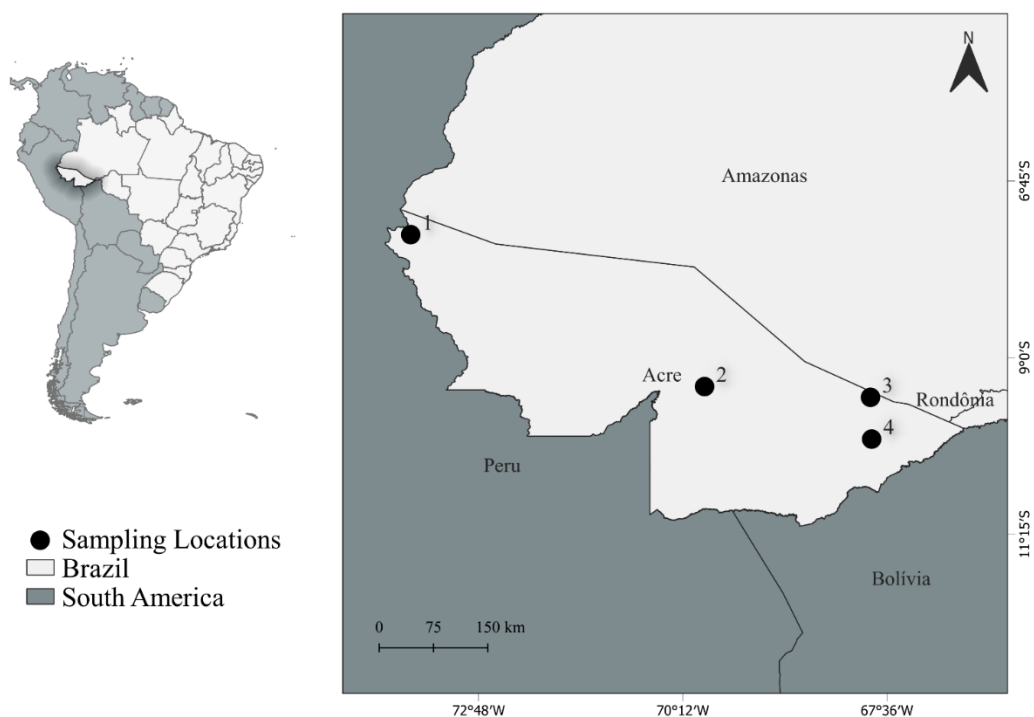 N
Amazonas
6°45'S
1
9°0'S
Acre
2
3
Rondônia
4
Peru
11°15'S
Bolívia
Sampling Locations
Brazil
South America
0 75 150 km
72°48'W 70°12'W 67°36'W